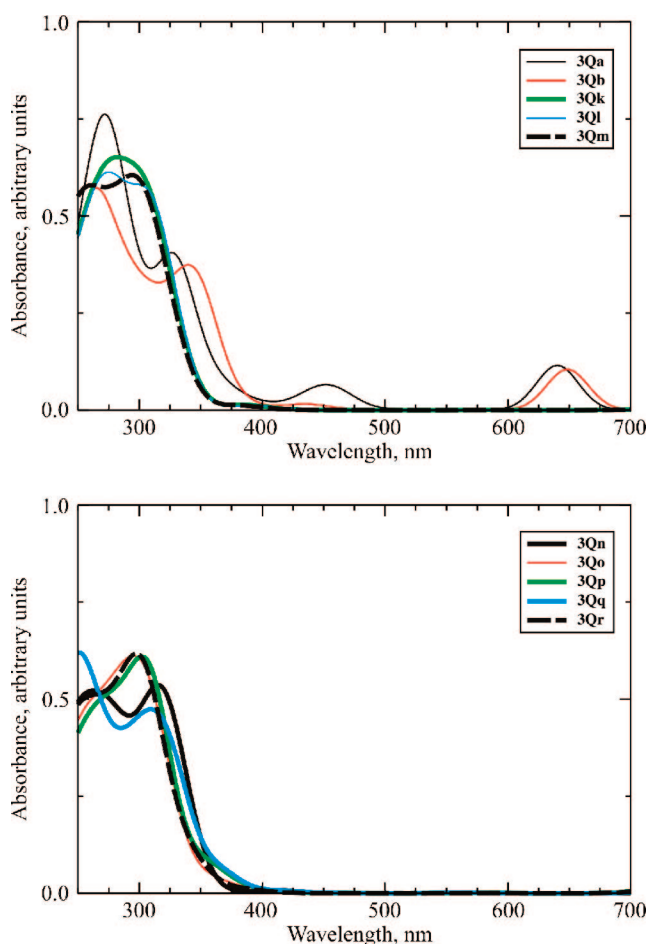 1.0
3Qa
3Qb
3Qk
3Ql
3Qm
Absorbance, arbitrary units
0.5
0.0
300
400
500
600
700
Wavelength, nm
1.0
3Qn
3Qo
3Qp
3Qq
3Qr
Absorbance, arbitrary units
0.5
0.0
300
400
500
600
700
Wavelength, nm